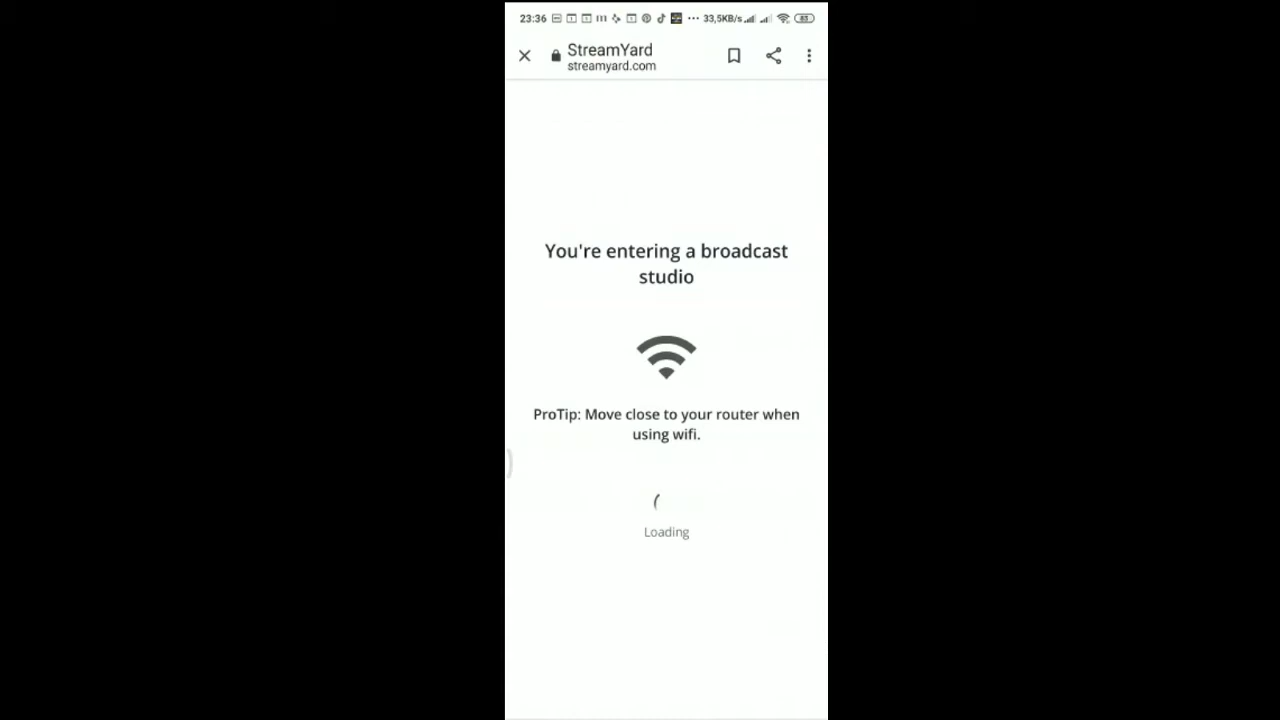 23:36 33,5KB/s 83
StreamYard
streamyard.com
You're entering a broadcast
studio
ProTip: Move close to your router when
using wifi.
Loading